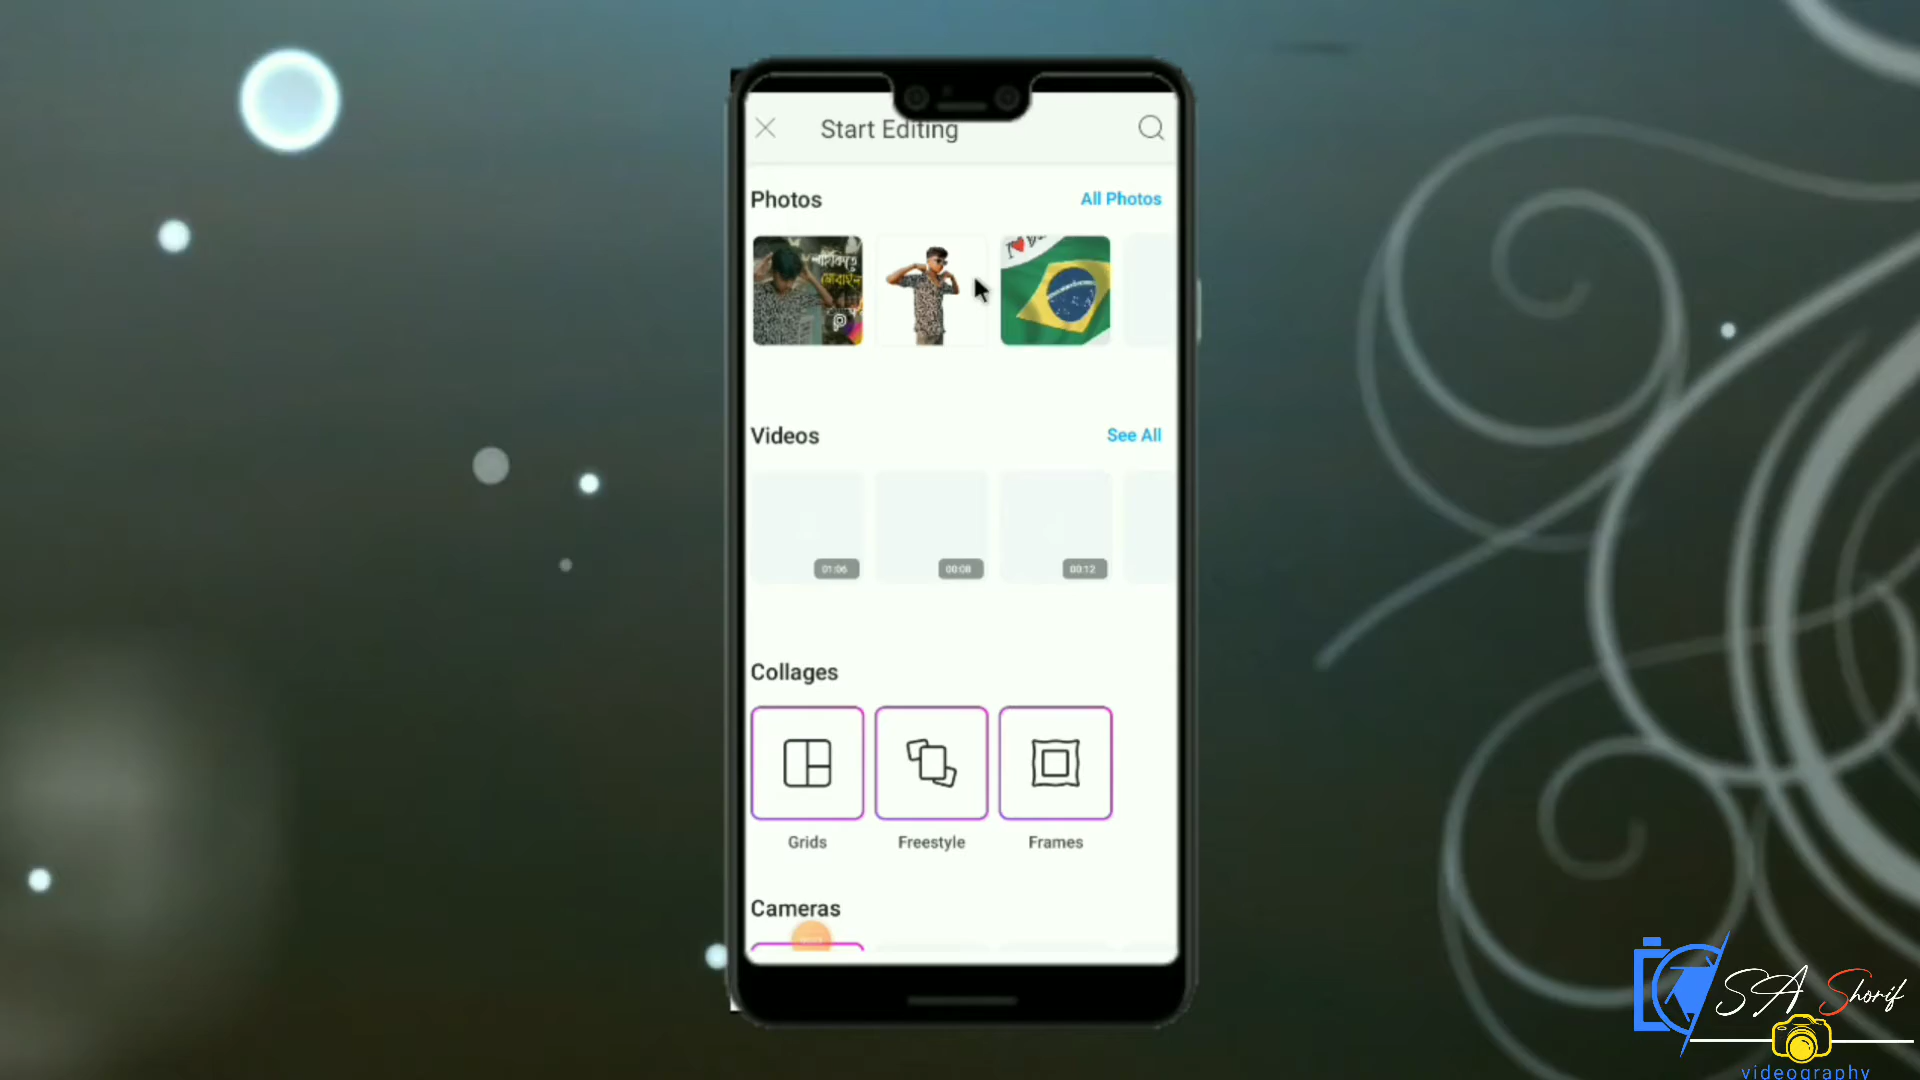 Start Editing
Photos
All Photos
I
Videos
See All
01:06
00:08
00:12
Collages
Grids
Freestyle
Frames
Cameras
SA Shorif
videography